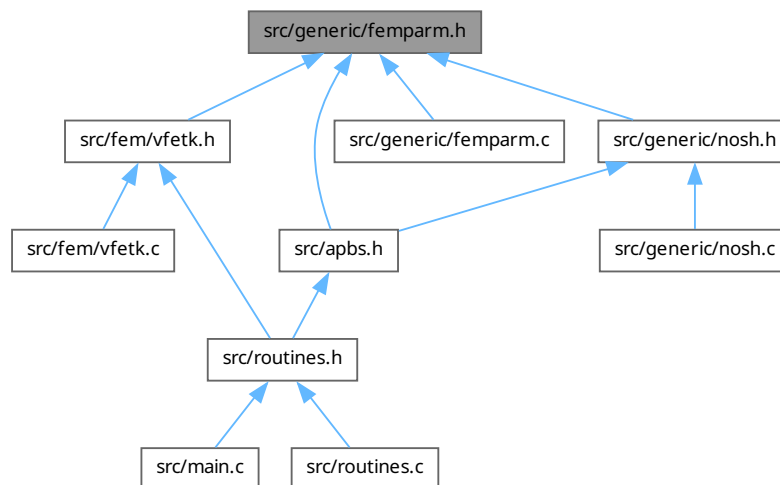 src/generic/femparm.h
src/fem/vfetk.h
src/generic/femparm.c
src/generic/nosh.h
src/fem/vfetk.c
src/apbs.h
src/generic/nosh.c
src/routines.h
src/main.c
src/routines.c